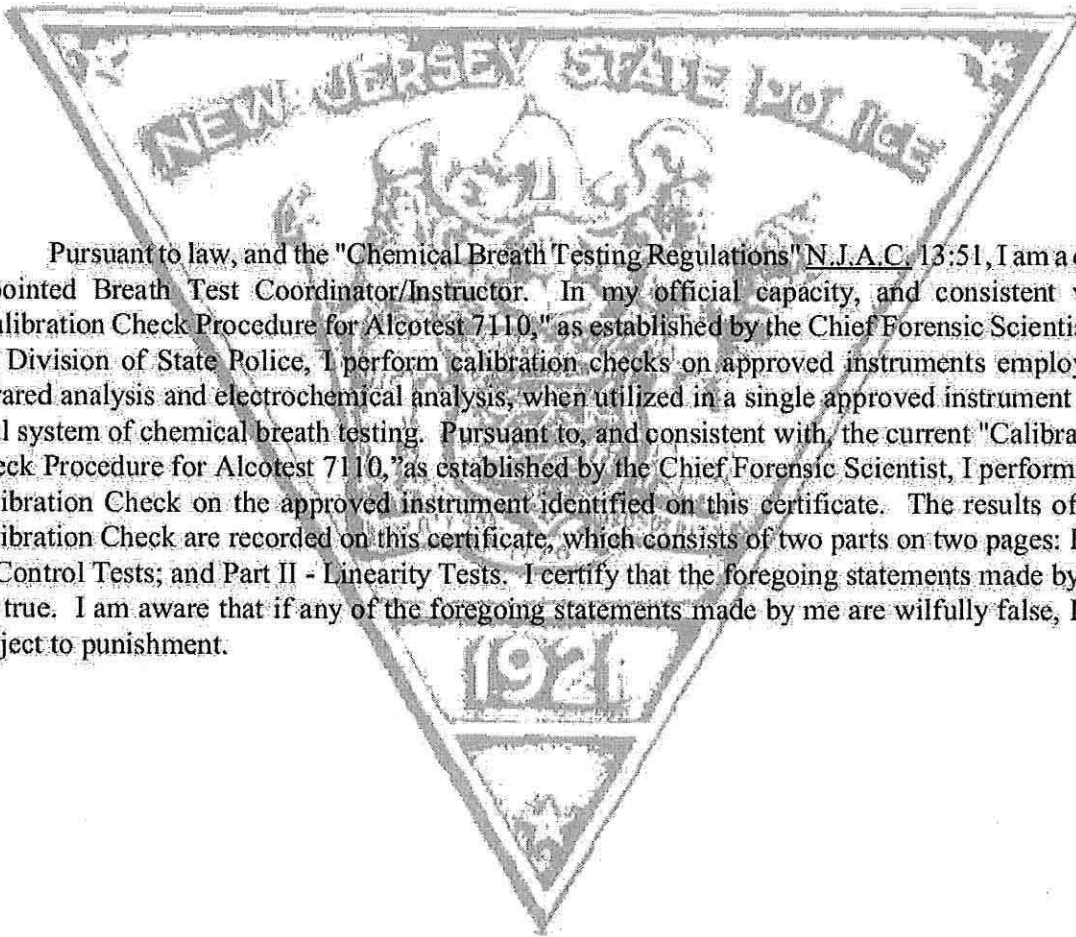 NEW JERSEY STATE POLICE
Pursuant to law, and the "Chemical Breath Testing Regulations" N.J.A.C. 13:51, I am a
pointed Breath Test Coordinator/Instructor. In my official capacity, and consistent
alibration Check Procedure for Alcotest 7110," as established by the Chief Forensic Scientis
Division of State Police, I perform calibration checks on approved instruments employ
rared analysis and electrochemical analysis, when utilized in a single approved instrument
l system of chemical breath testing. Pursuant to, and consistent with, the current "Calibra
eck Procedure for Alcotest 7110,"as established by the Chief Forensic Scientist, I perform
libration Check on the approved instrument identified on this certificate. The results of
ibration Check are recorded on this certificate, which consists of two parts on two pages:
Control Tests; and Part II - Linearity Tests. I certify that the foregoing statements made by
true. I am aware that if any of the foregoing statements made by me are wilfully false, I
ject to punishment.
1921